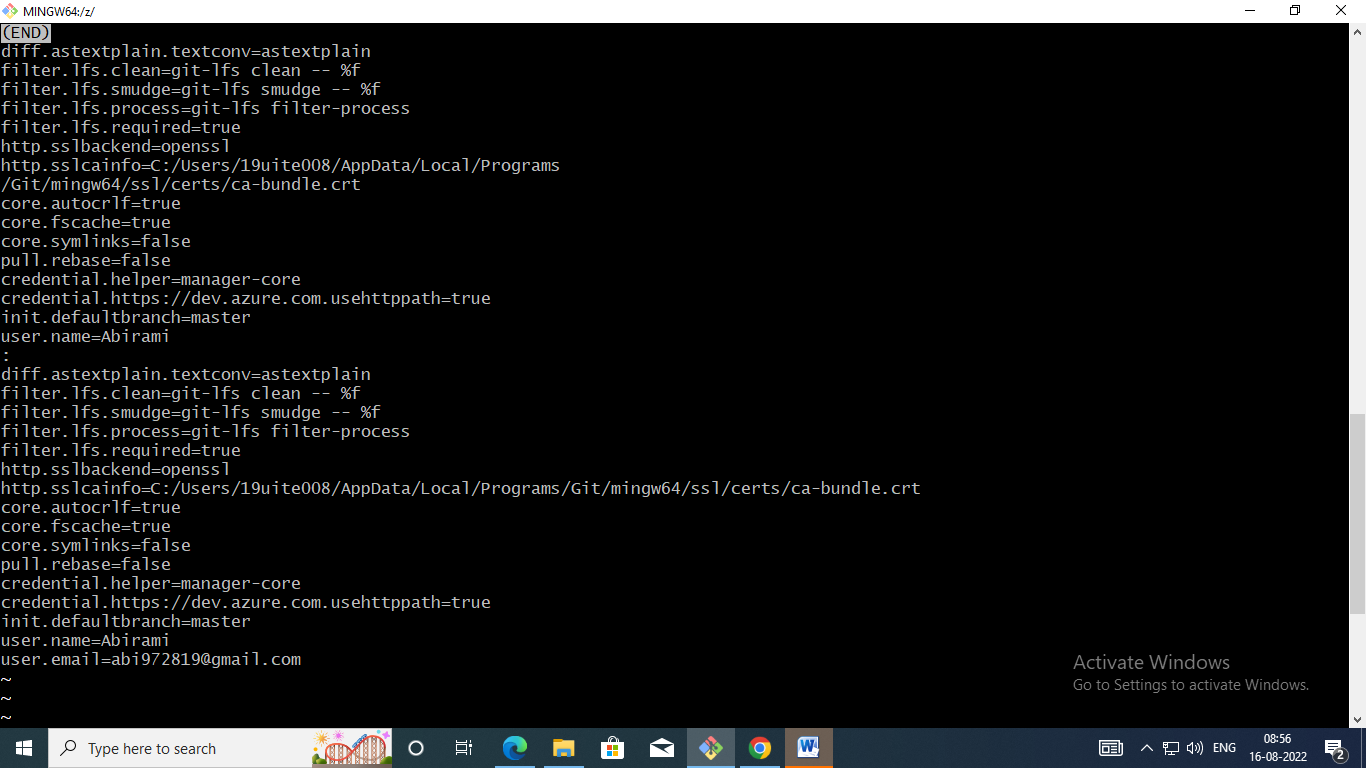 MINGW64:/z/
(END)
diff.astextplain.textconv=astextplain
filter.lfs.clean=git-lfs clean -- %f
filter.lfs.smudge=git-lfs smudge -- %f
filter.lfs.process=git-lfs filter-process
filter.lfs.required=true
http.sslbackend=openssl
http.sslcainfo=C:/Users/19uite008/AppData/Local/Programs
/Git/mingw64/ssl/certs/ca-bundle.crt
core.autocrlf=true
core.fscache=true
core.symlinks=false
pull.rebase=false
credential.helper=manager-core
credential.https://dev.azure.com.usehttppath=true
init.defaultbranch=master
user.name=Abirami
:
diff.astextplain.textconv=astextplain
filter.lfs.clean=git-lfs clean -- %f
filter.lfs.smudge=git-lfs smudge -- %f
filter.lfs.process=git-lfs filter-process
filter.lfs.required=true
http.sslbackend=openssl
http.sslcainfo=C:/Users/19uite008/AppData/Local/Programs/Git/mingw64/ssl/certs/ca-bundle.crt
core.autocrlf=true
core.fscache=true
core.symlinks=false
pull.rebase=false
credential.helper=manager-core
credential.https://dev.azure.com.usehttppath=true
init.defaultbranch=master
user.name=Abirami
user.email=abi972819@gmail.com
~
~
~
Activate Windows
Go to Settings to activate Windows.
Type here to search
ENG
08:56
16-08-2022
2